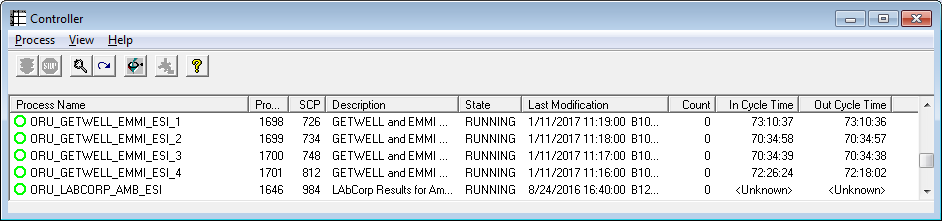 Controller
Process View Help
STOP
Process Name Pro... SCP Description State Last Modification Count In Cycle Time Out Cycle Time
ORU_GETWELL_EMMI_ESI_1 1698 726 GETWELL and EMMI ... RUNNING 1/11/2017 11:19:00 B10... 0 73:10:37 73:10:36
ORU_GETWELL_EMMI_ESI_2 1699 734 GETWELL and EMMI ... RUNNING 1/11/2017 11:18:00 B10... 0 70:34:58 70:34:57
ORU_GETWELL_EMMI_ESI_3 1700 748 GETWELL and EMMI ... RUNNING 1/11/2017 11:17:00 B10... 0 70:34:39 70:34:38
ORU_GETWELL_EMMI_ESI_4 1701 812 GETWELL and EMMI ... RUNNING 1/11/2017 11:16:00 B10... 0 72:26:24 72:18:02
ORU_LABCORP_AMB_ESI 1646 984 LAbCorp Results for Am... RUNNING 8/24/2016 16:40:00 B12... 0 <Unknown> <Unknown>